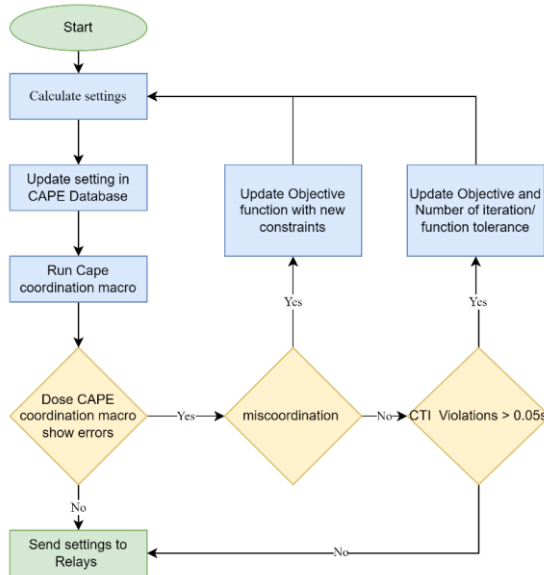 Start
Calculate settings
Update setting in
CAPE Database
Update Objective
function with new
constraints
Update Objective and
Number of iteration/
function tolerance
Run Cape
coordination macro
Yes
Yes
Dose CAPE
coordination macro
show errors
Yes
miscoordination
No
CTI Violations > 0.05s
No
Send settings to
Relays
No